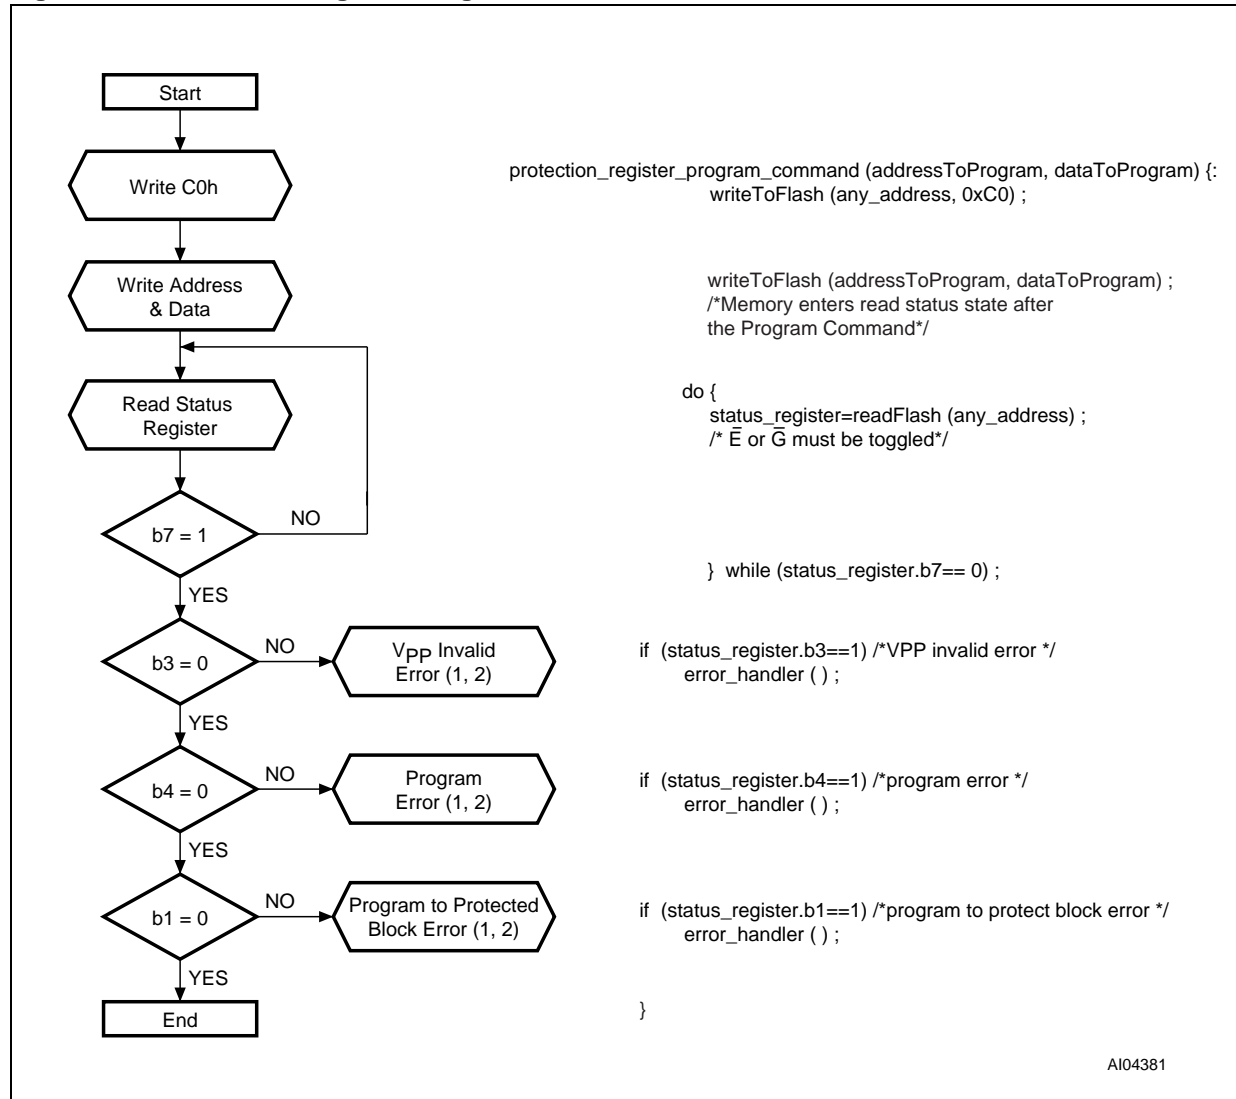 Start
Write C0h
protection_register_program_command (addressToProgram, dataToProgram) {:
writeToFlash (any_address, 0xC0) ;
Write Address
& Data
writeToFlash (addressToProgram, dataToProgram) ;
/*Memory enters read status state after
the Program Command*/
Read Status
Register
do {
status_register=readFlash (any_address) ;
/* E̅ or G̅ must be toggled*/
b7 = 1
NO
} while (status_register.b7== 0) ;
YES
b3 = 0
NO
VPP Invalid
Error (1, 2)
if (status_register.b3==1) /*VPP invalid error */
error_handler ( ) ;
YES
b4 = 0
NO
Program
Error (1, 2)
if (status_register.b4==1) /*program error */
error_handler ( ) ;
YES
b1 = 0
NO
Program to Protected
Block Error (1, 2)
if (status_register.b1==1) /*program to protect block error */
error_handler ( ) ;
YES
End
}
AI04381